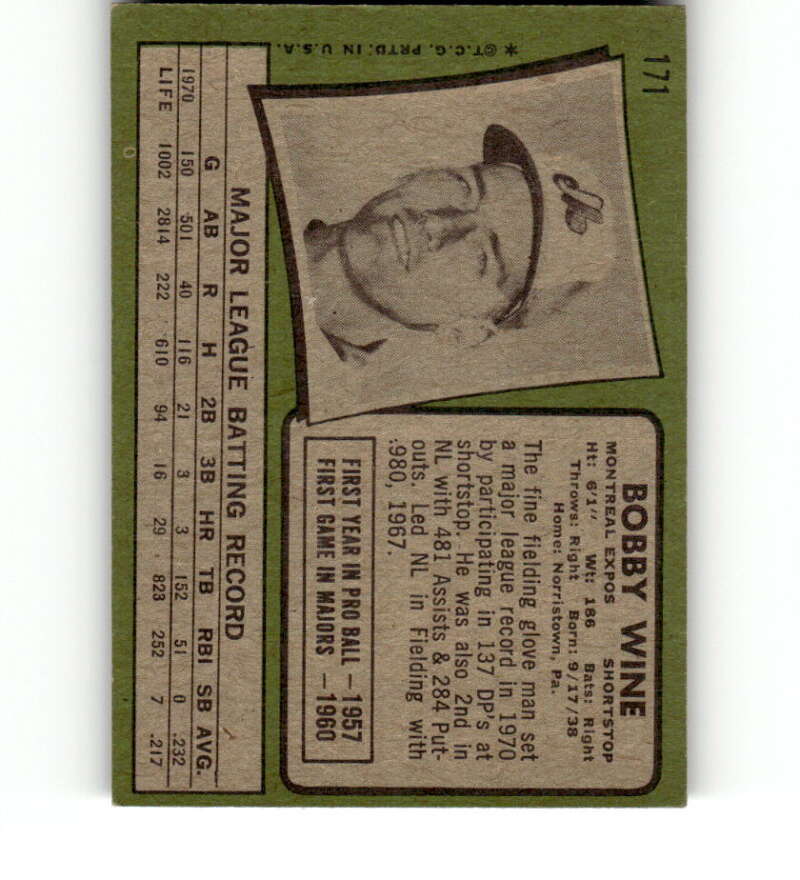 171
BOBBY WINE
MONTREAL EXPOS SHORTSTOP
Ht: 6'1" Wt: 186 Bats: Right
Throws: Right Born: 9/17/38
Home: Norristown, Pa.
The fine fielding glove man set
a major league record in 1970
by participating in 137 DP's at
shortstop. He was also 2nd in
NL with 481 Assists & 284 Put-
outs. Led NL in Fielding with
.980, 1967.
FIRST YEAR IN PRO BALL — 1957
FIRST GAME IN MAJORS — 1960
*©T.C.G. PRTD. IN U.S.A.
MAJOR LEAGUE BATTING RECORD
G AB R H 2B 3B HR TB RBI SB AVG.
1970 150 501 40 116 21 3 3 152 51 0 .232
LIFE 1002 2814 222 610 94 16 29 823 252 7 .217